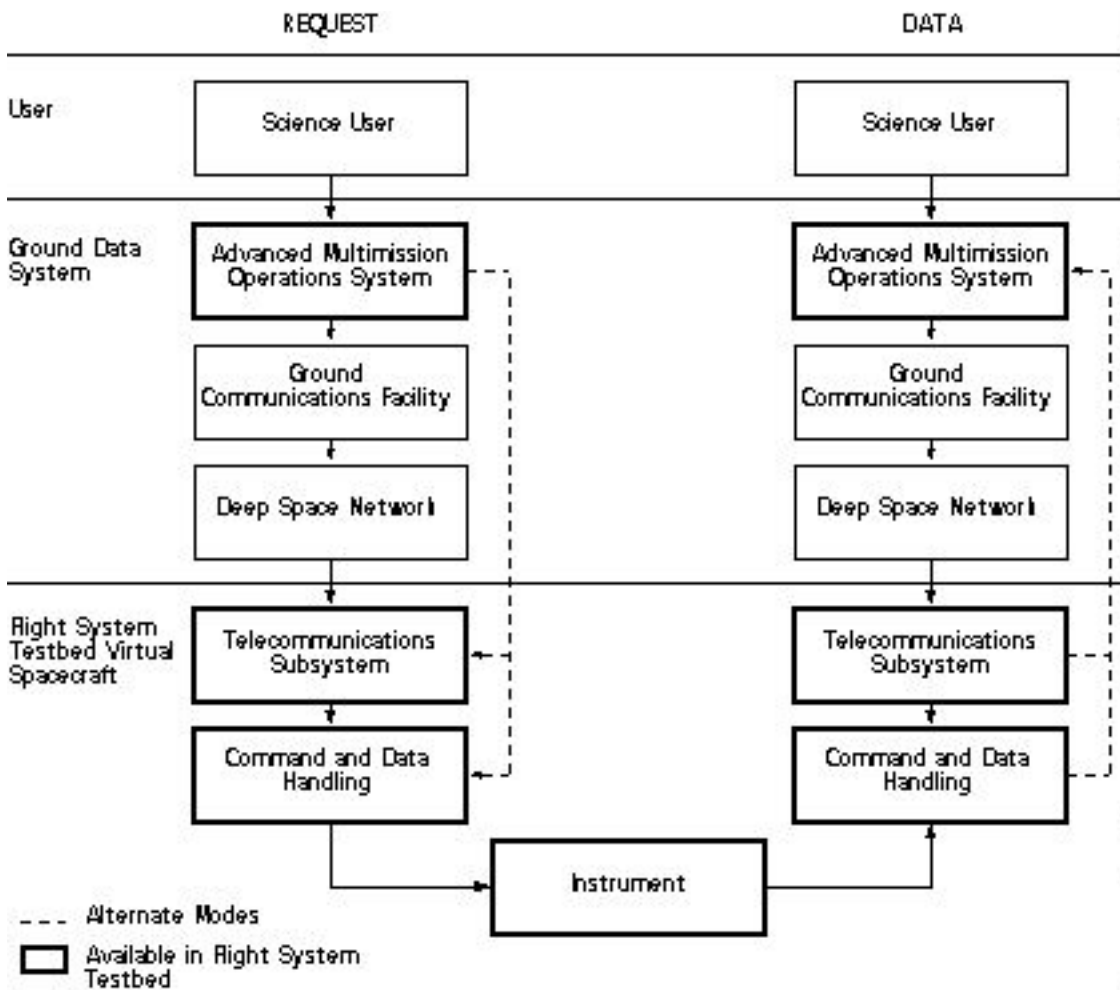 REQUEST
DATA
User
Science User
Science User
Ground Data
System
Advanced Multimission
Operations System
Advanced Multimission
Operations System
Ground
Communications Facility
Ground
Communications Facility
Deep Space Network
Deep Space Network
Flight System
Testbed Virtual
Spacecraft
Telecommunications
Subsystem
Telecommunications
Subsystem
Command and Data
Handling
Command and Data
Handling
Instrument
Alternate Modes
Available in Flight System
Testbed